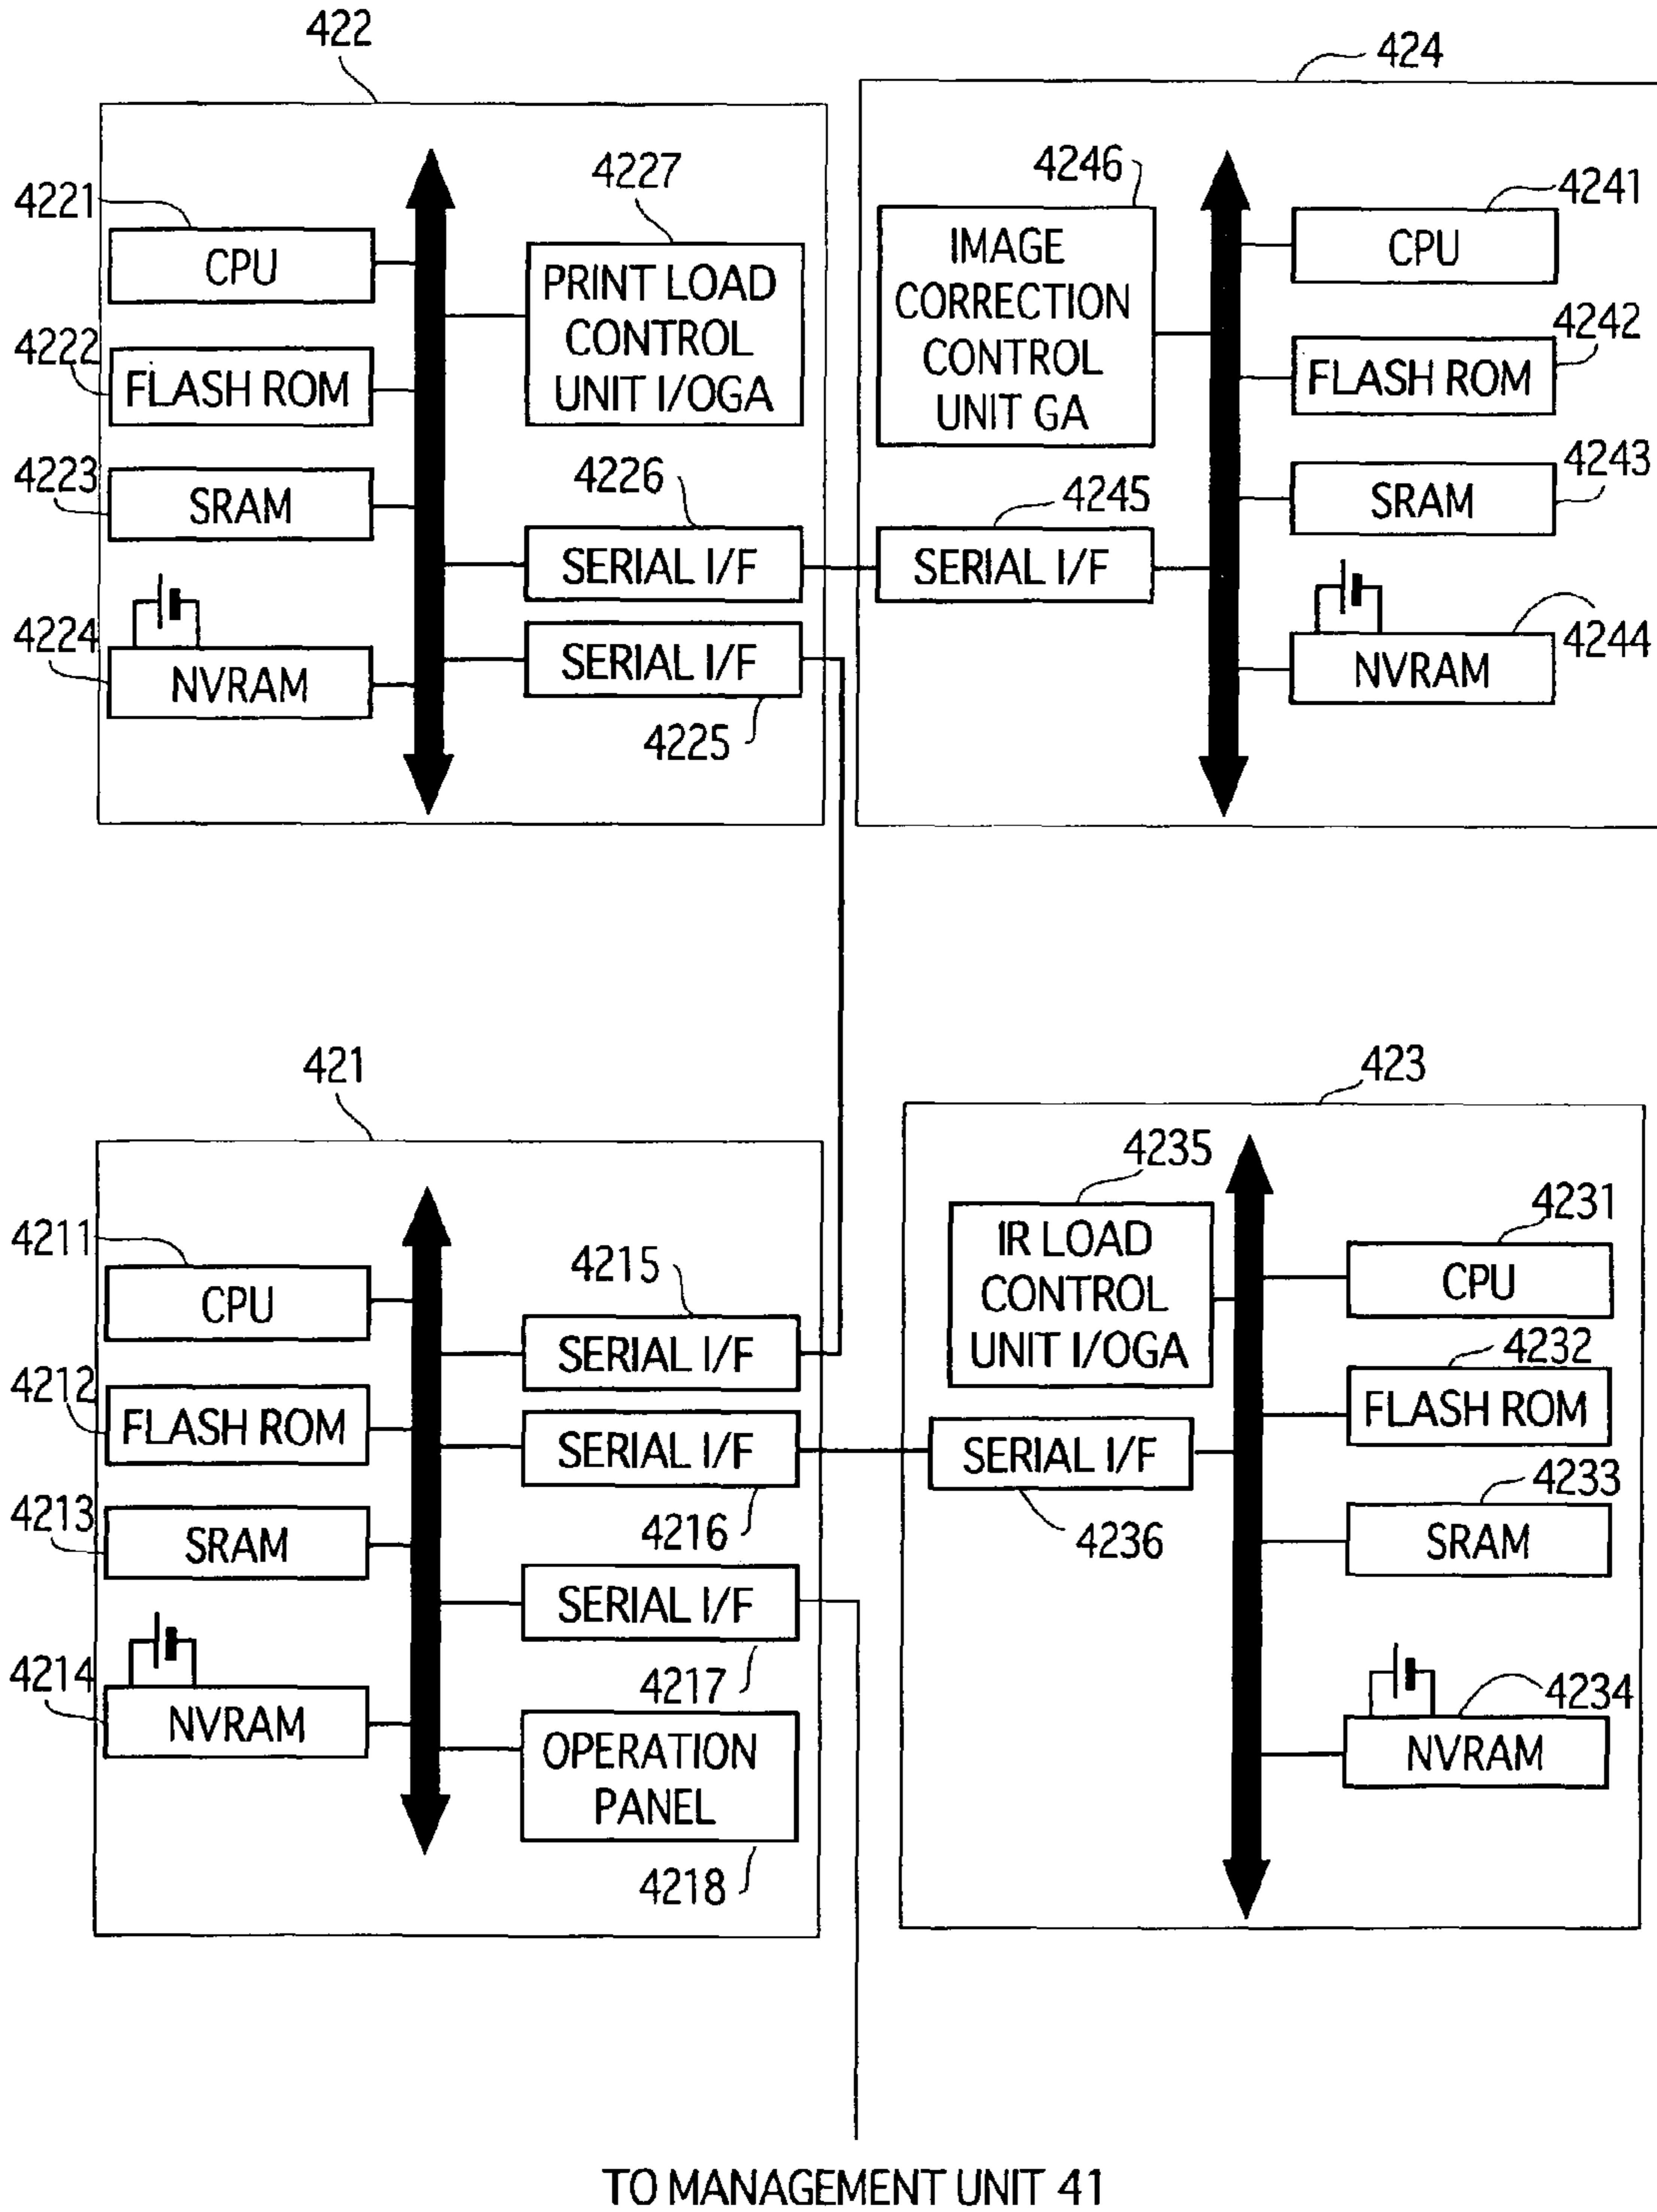 422
4221
CPU
4222
FLASH ROM
4223
SRAM
4224
NVRAM
4227
PRINT LOAD
CONTROL
UNIT I/OGA
4226
SERIAL I/F
SERIAL I/F
4225
424
4246
IMAGE
CORRECTION
CONTROL
UNIT GA
4245
SERIAL I/F
4241
CPU
4242
FLASH ROM
4243
SRAM
4244
NVRAM
421
4211
CPU
4212
FLASH ROM
4213
SRAM
4214
NVRAM
4215
SERIAL I/F
SERIAL I/F
4216
SERIAL I/F
4217
OPERATION
PANEL
4218
423
4235
IR LOAD
CONTROL
UNIT I/OGA
SERIAL I/F
4236
4231
CPU
4232
FLASH ROM
4233
SRAM
4234
NVRAM
TO MANAGEMENT UNIT 41